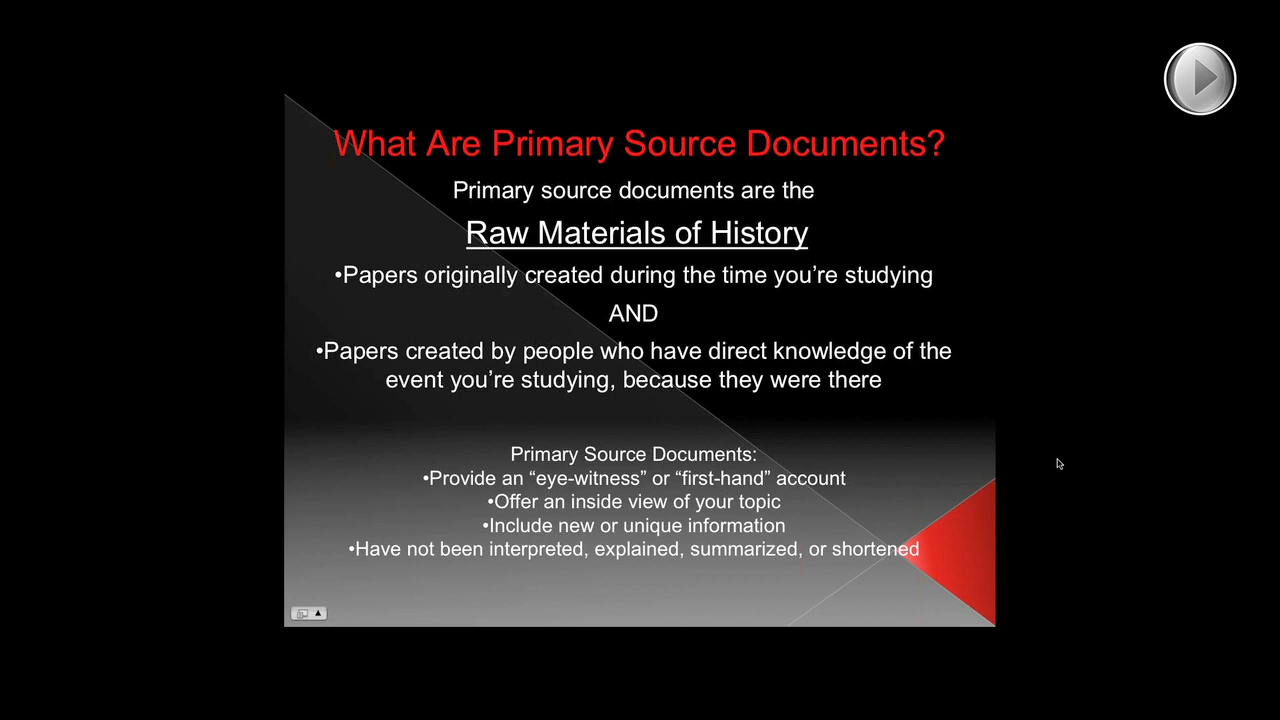 What Are Primary Source Documents?
Primary source documents are the
Raw Materials of History
•Papers originally created during the time you’re studying
AND
•Papers created by people who have direct knowledge of the
event you’re studying, because they were there
Primary Source Documents:
•Provide an “eye-witness” or “first-hand” account
•Offer an inside view of your topic
•Include new or unique information
•Have not been interpreted, explained, summarized, or shortened